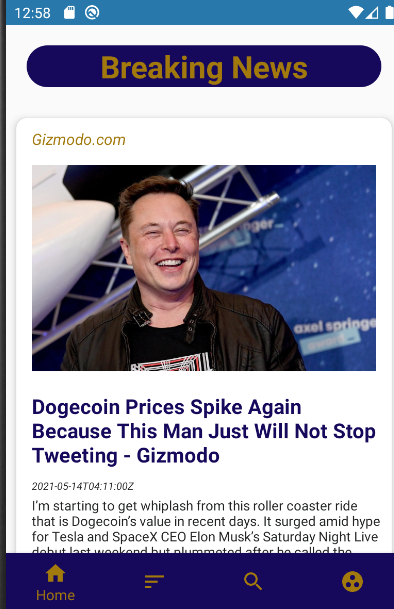 12:58
Breaking News
Gizmodo.com
axel springer
award
Dogecoin Prices Spike Again
Because This Man Just Will Not Stop
Tweeting - Gizmodo
2021-05-14T04:11:00Z
I'm starting to get whiplash from this roller coaster ride
that is Dogecoin's value in recent days. It surged amid hype
for Tesla and SpaceX CEO Elon Musk's Saturday Night Live
debut last weekend but plummeted after he called the
Home